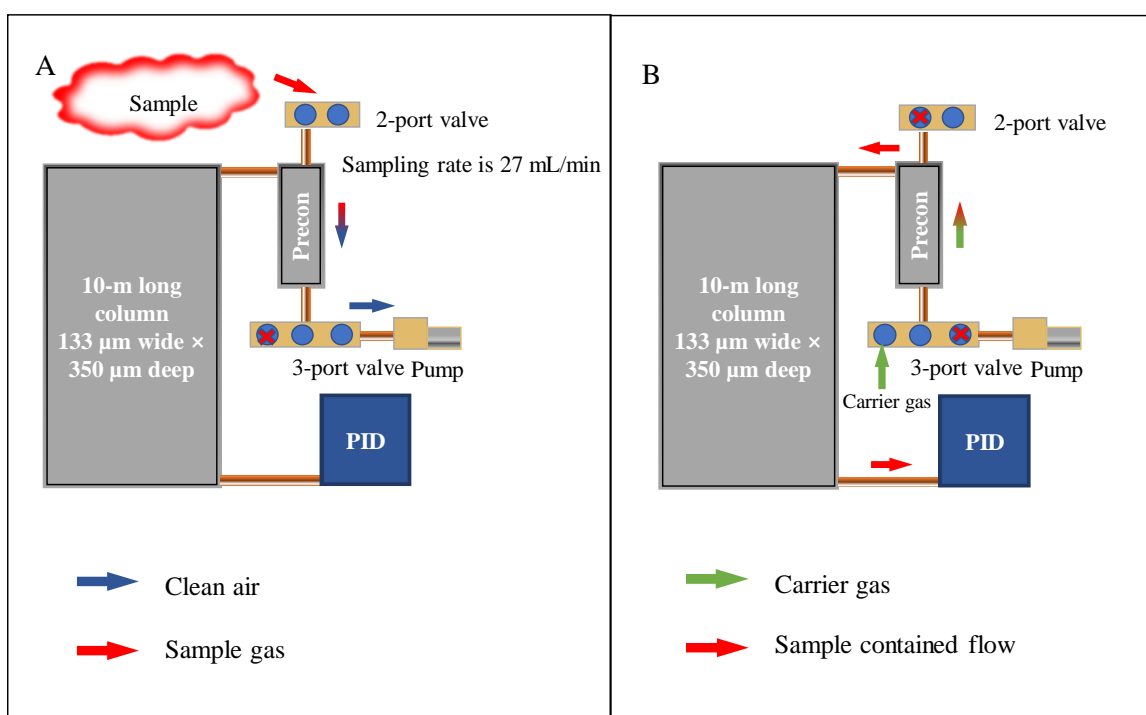 A
Sample
2-port valve
Sampling rate is 27 mL/min
Precon
10-m long
column
133 µm wide ×
350 µm deep
3-port valve Pump
PID
Clean air
Sample gas
B
2-port valve
Precon
10-m long
column
133 µm wide ×
350 µm deep
3-port valve Pump
Carrier gas
PID
Carrier gas
Sample contained flow